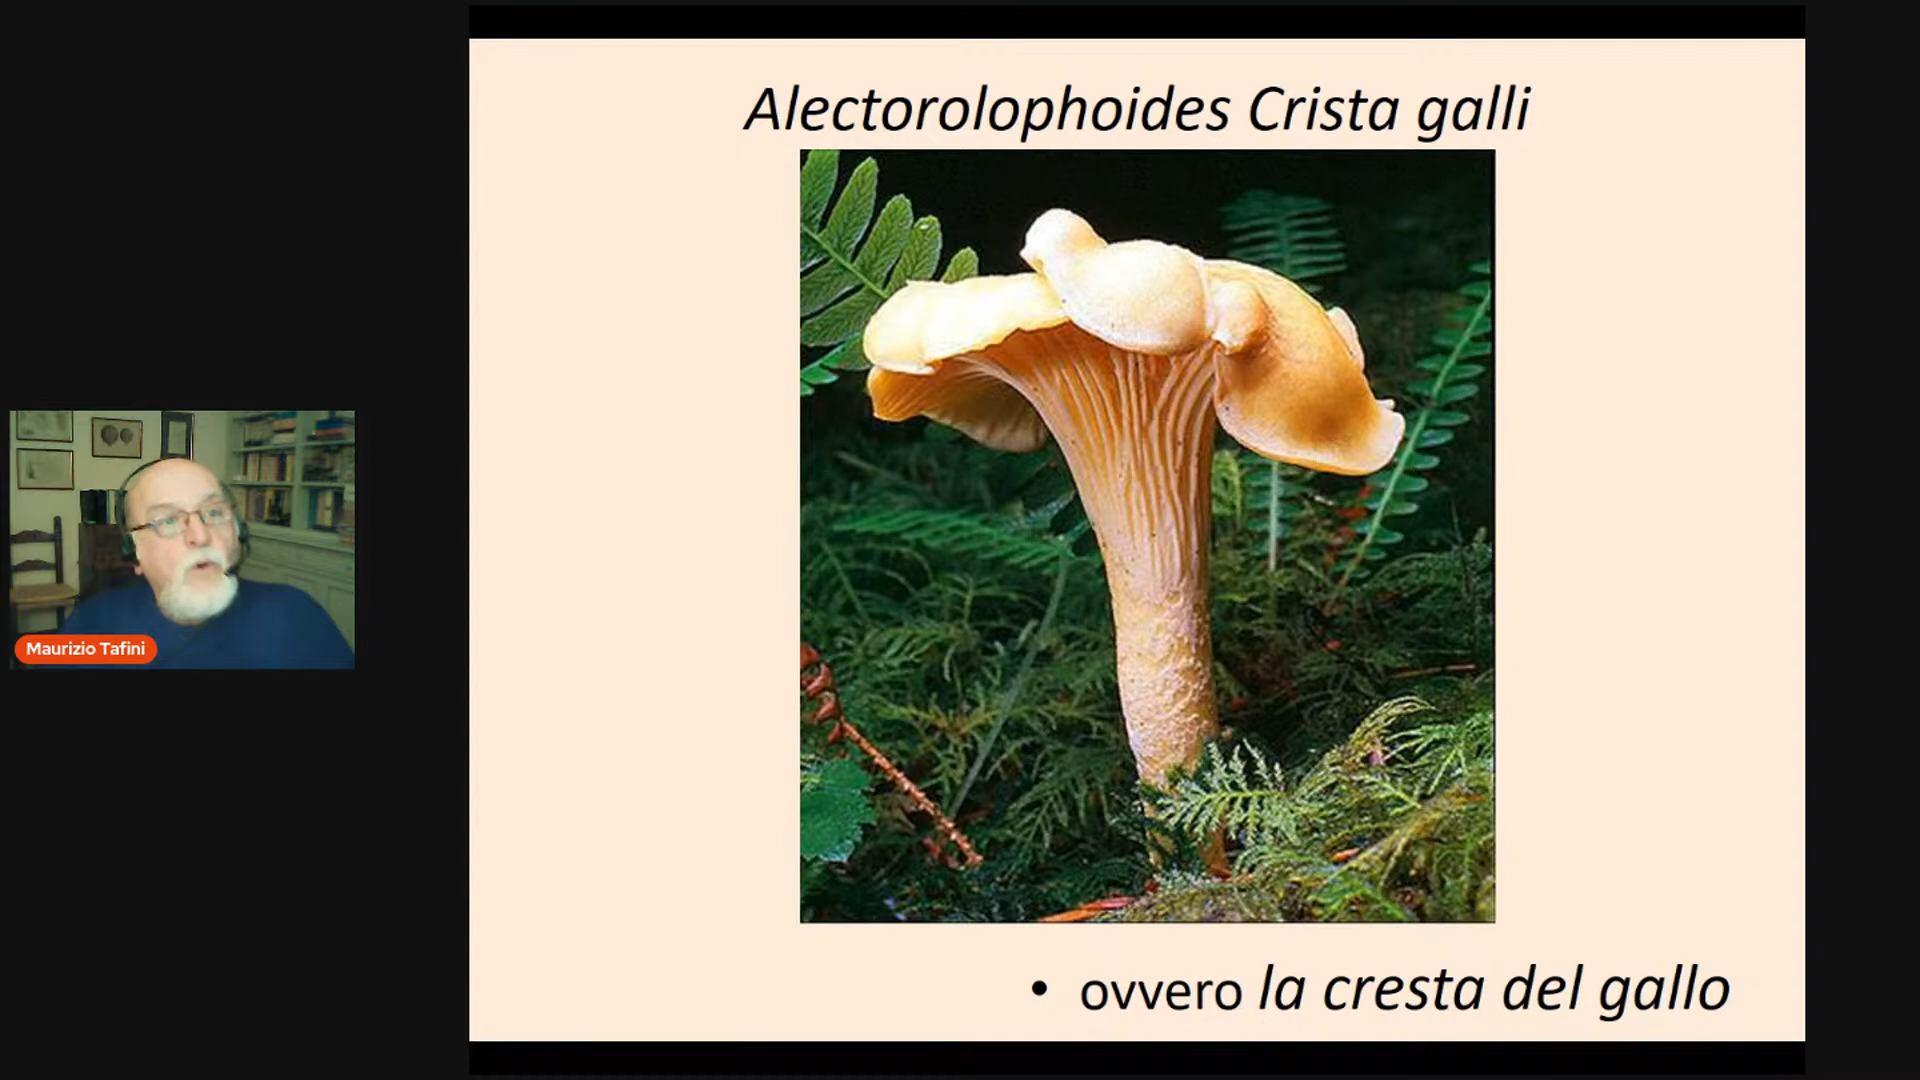 Alectorolophoides Crista galli
Maurizio Tafini
• ovvero la cresta del gallo